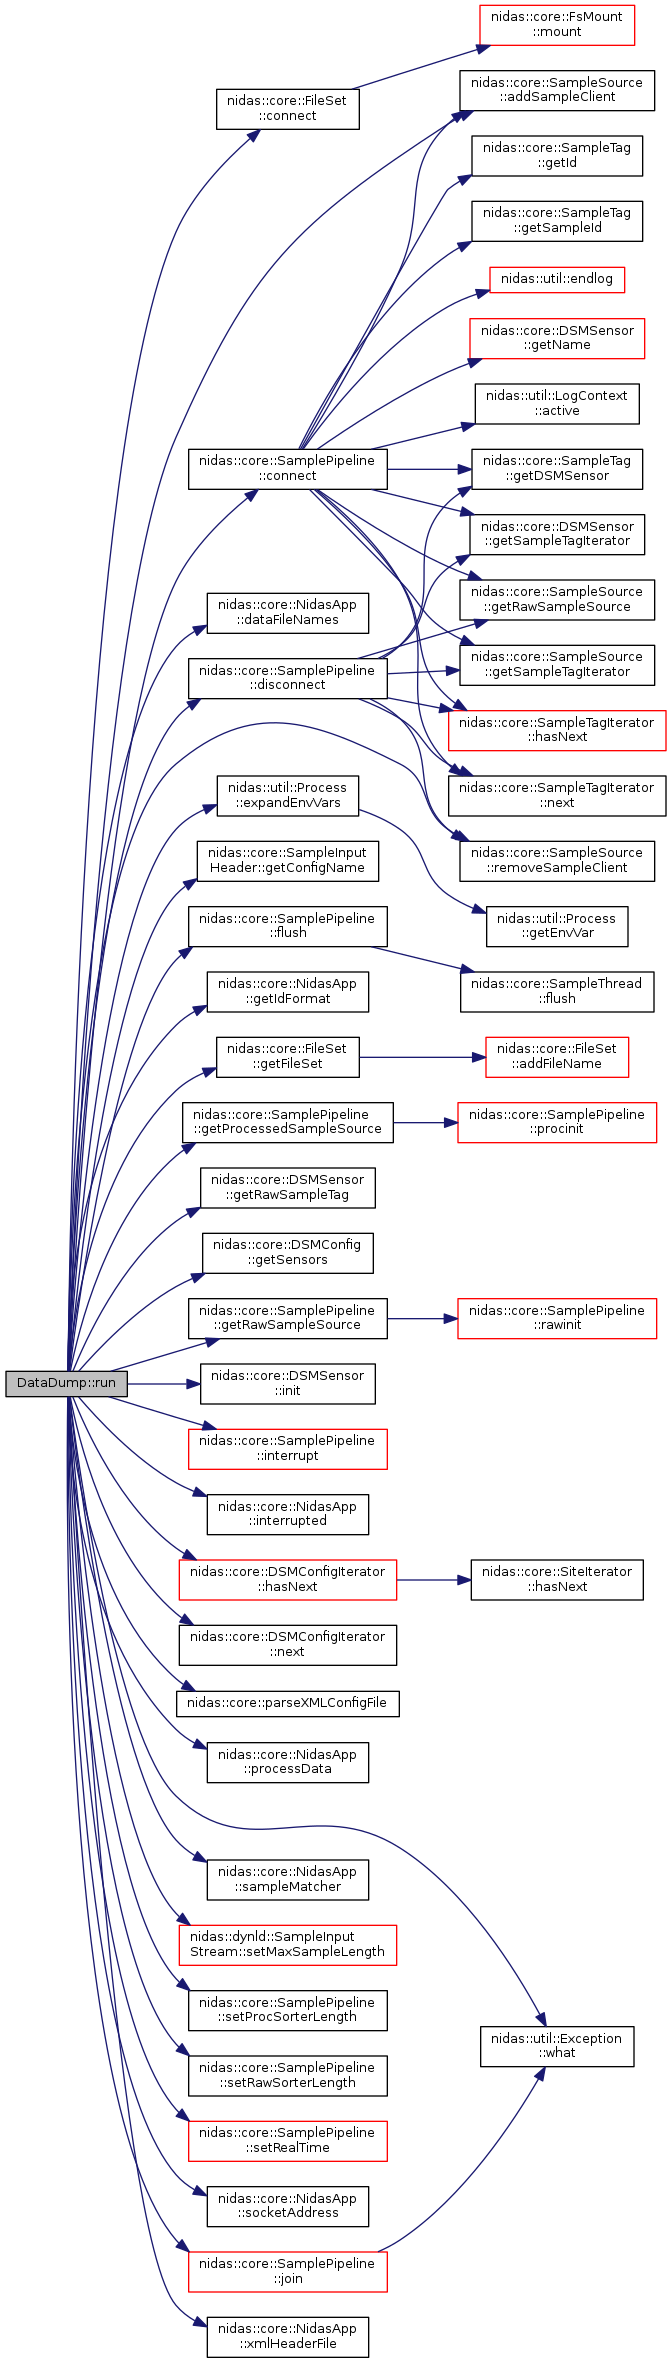 nidas::core::FsMount
::mount
nidas::core::SampleSource
::addSampleClient
nidas::core::FileSet
::connect
nidas::core::SampleTag
::getId
nidas::core::SampleTag
::getSampleId
nidas::util::endlog
nidas::core::DSMSensor
::getName
nidas::util::LogContext
::active
nidas::core::SamplePipeline
::connect
nidas::core::SampleTag
::getDSMSensor
nidas::core::DSMSensor
::getSampleTagIterator
nidas::core::SampleSource
::getRawSampleSource
nidas::core::NidasApp
::dataFileNames
nidas::core::SampleSource
::getSampleTagIterator
nidas::core::SamplePipeline
::disconnect
nidas::core::SampleTagIterator
::hasNext
nidas::core::SampleTagIterator
::next
nidas::util::Process
::expandEnvVars
nidas::core::SampleSource
::removeSampleClient
nidas::core::SampleInput
Header::getConfigName
nidas::util::Process
::getEnvVar
nidas::core::SamplePipeline
::flush
nidas::core::SampleThread
::flush
nidas::core::NidasApp
::getIdFormat
nidas::core::FileSet
::getFileSet
nidas::core::FileSet
::addFileName
nidas::core::SamplePipeline
::getProcessedSampleSource
nidas::core::SamplePipeline
::procinit
nidas::core::DSMSensor
::getRawSampleTag
nidas::core::DSMConfig
::getSensors
nidas::core::SamplePipeline
::getRawSampleSource
nidas::core::SamplePipeline
::rawinit
DataDump::run
nidas::core::DSMSensor
::init
nidas::core::SamplePipeline
::interrupt
nidas::core::NidasApp
::interrupted
nidas::core::DSMConfigIterator
::hasNext
nidas::core::SiteIterator
::hasNext
nidas::core::DSMConfigIterator
::next
nidas::core::parseXMLConfigFile
nidas::core::NidasApp
::processData
nidas::core::NidasApp
::sampleMatcher
nidas::dynld::SampleInput
Stream::setMaxSampleLength
nidas::core::SamplePipeline
::setProcSorterLength
nidas::util::Exception
::what
nidas::core::SamplePipeline
::setRawSorterLength
nidas::core::SamplePipeline
::setRealTime
nidas::core::NidasApp
::socketAddress
nidas::core::SamplePipeline
::join
nidas::core::NidasApp
::xmlHeaderFile